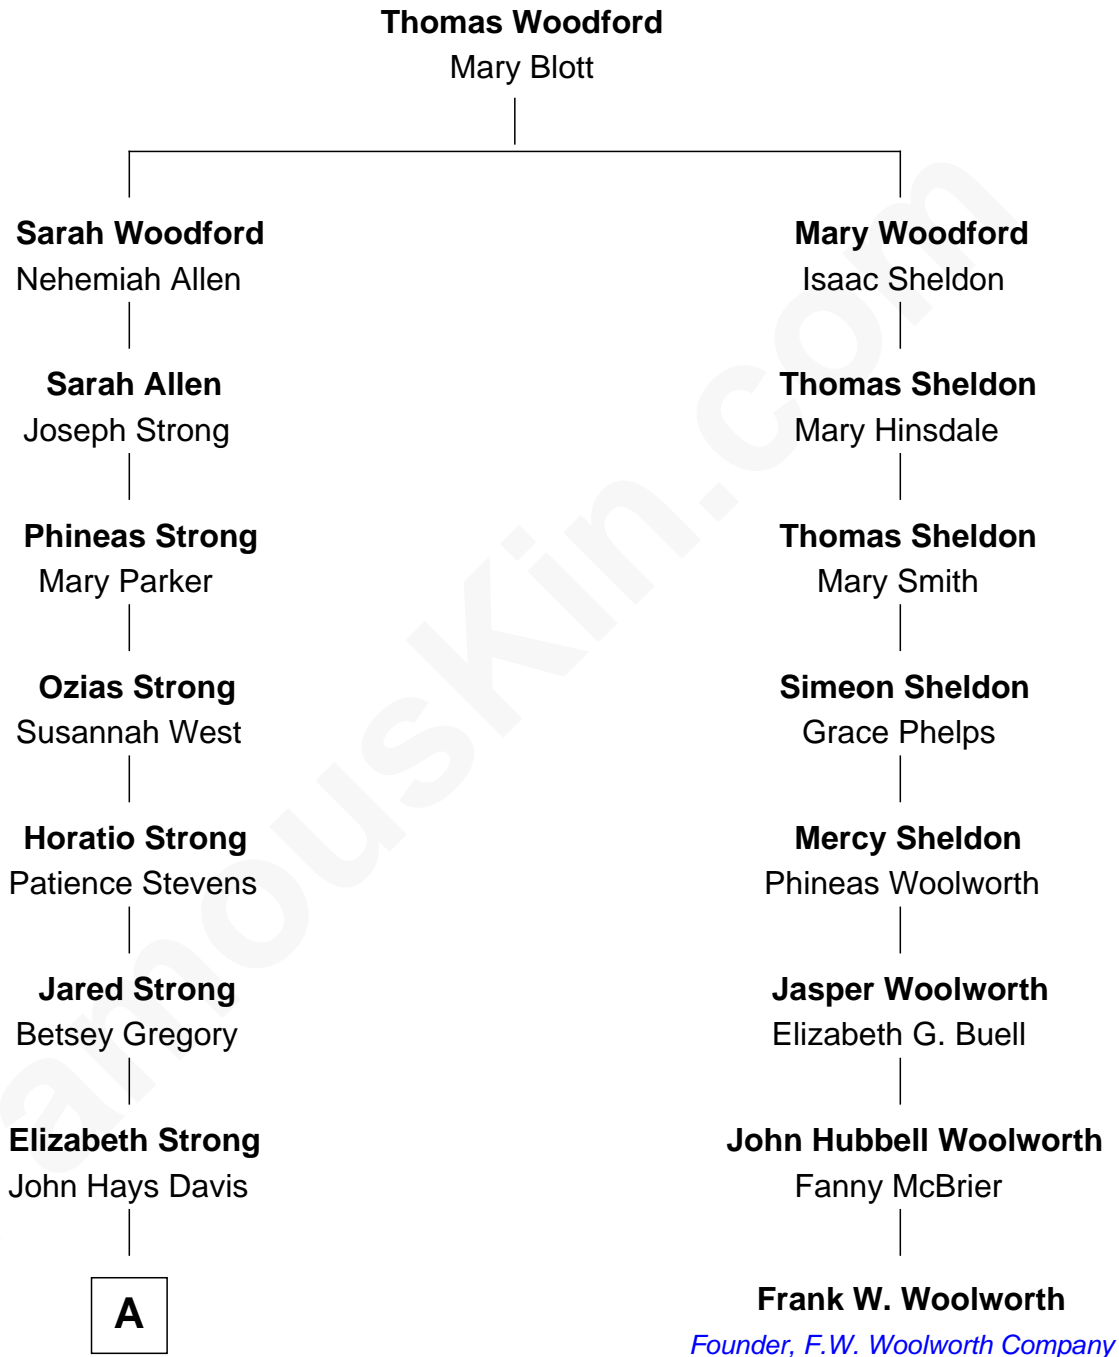 Thomas Woodford
Mary Blott
Sarah Woodford
Nehemiah Allen
Mary Woodford
Isaac Sheldon
Sarah Allen
Joseph Strong
Thomas Sheldon
Mary Hinsdale
Phineas Strong
Mary Parker
Thomas Sheldon
Mary Smith
Ozias Strong
Susannah West
Simeon Sheldon
Grace Phelps
Horatio Strong
Patience Stevens
Mercy Sheldon
Phineas Woolworth
Jared Strong
Betsey Gregory
Jasper Woolworth
Elizabeth G. Buell
Elizabeth Strong
John Hays Davis
John Hubbell Woolworth
Fanny McBrier
A
Frank W. Woolworth
Founder, F.W. Woolworth Company
amousKin.com